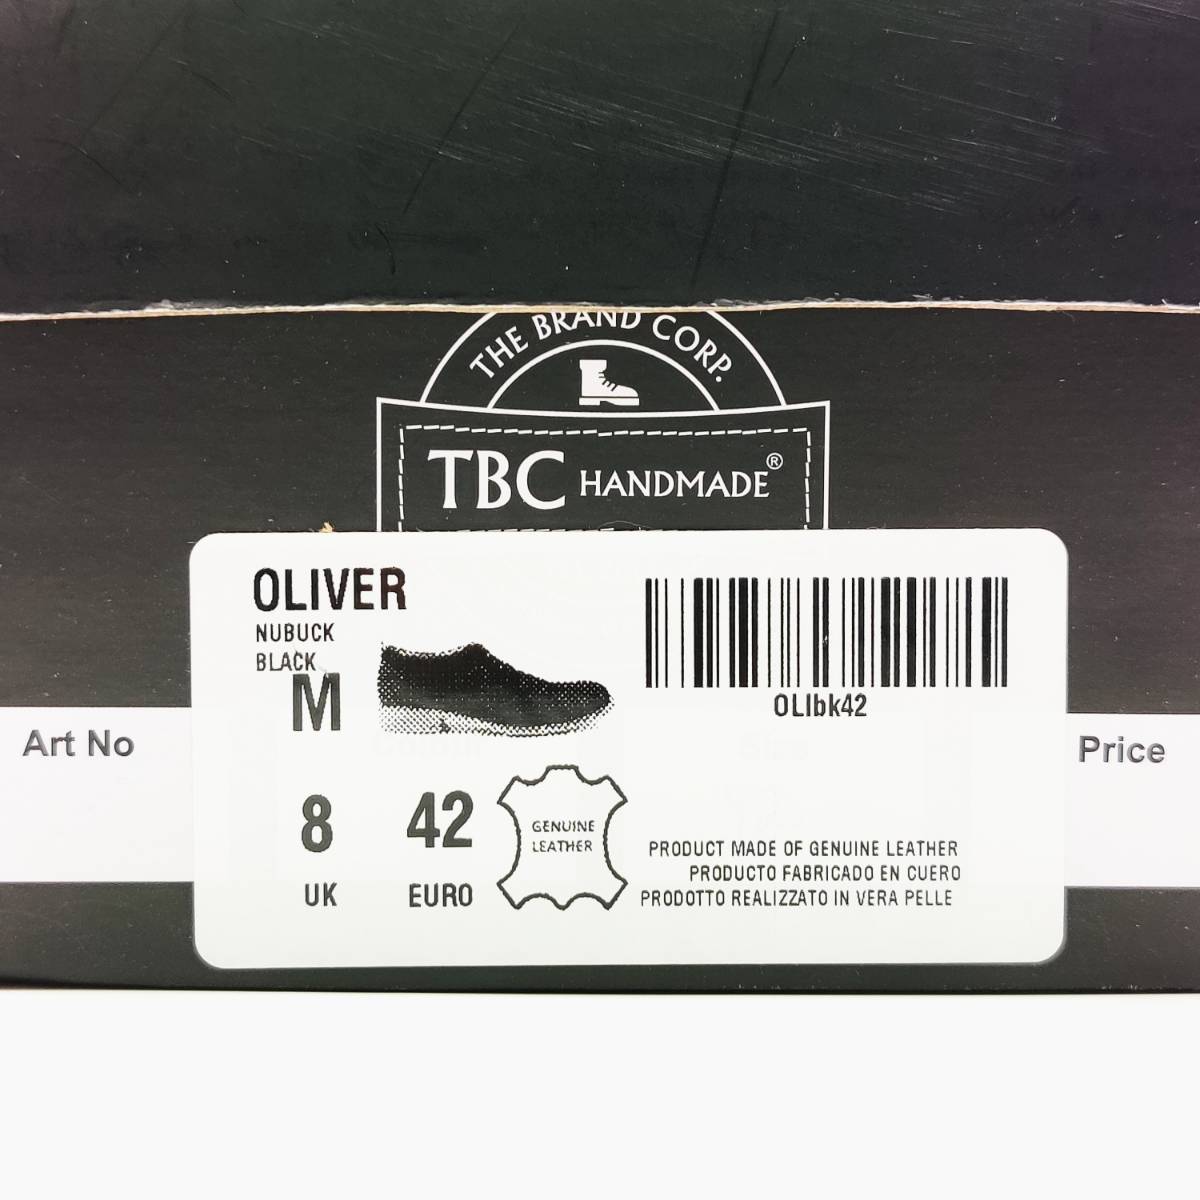 THE BRAND CORP.
TBC HANDMADE®
OLIVER
NUBUCK
BLACK
M
OLIbk42
Art No
Price
8 42
UK EURO
GENUINE
LEATHER
PRODUCT MADE OF GENUINE LEATHER
PRODUCTO FABRICADO EN CUERO
PRODOTTO REALIZZATO IN VERA PELLE